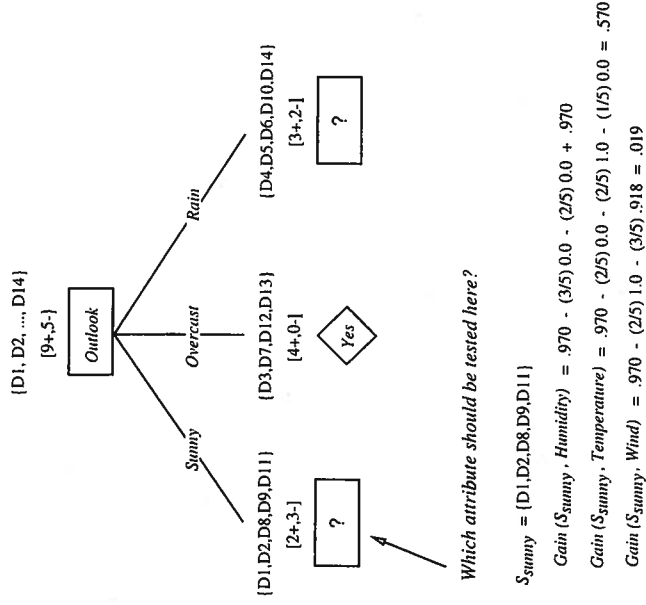 {D1, D2, ..., D14}
[9+,5-]
Outlook
Sunny
Overcast
Rain
{D1,D2,D8,D9,D11}
{D3,D7,D12,D13}
{D4,D5,D6,D10,D14}
[2+,3-]
[4+,0-]
[3+,2-]
?
Yes
?
Which attribute should be tested here?
Ssunny = {D1,D2,D8,D9,D11}
Gain (Ssunny , Humidity) = .970 - (3/5) 0.0 - (2/5) 0.0 + .970
Gain (Ssunny , Temperature) = .970 - (2/5) 0.0 - (2/5) 1.0 - (1/5) 0.0 = .570
Gain (Ssunny, Wind) = .970 - (2/5) 1.0 - (3/5) .918 = .019